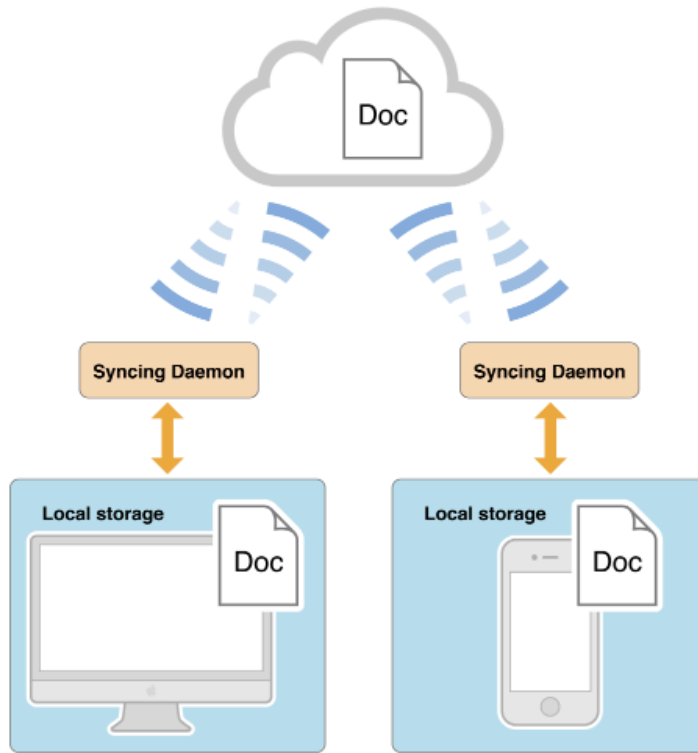 Doc
Syncing Daemon
Syncing Daemon
Local storage
Doc
Local storage
Doc